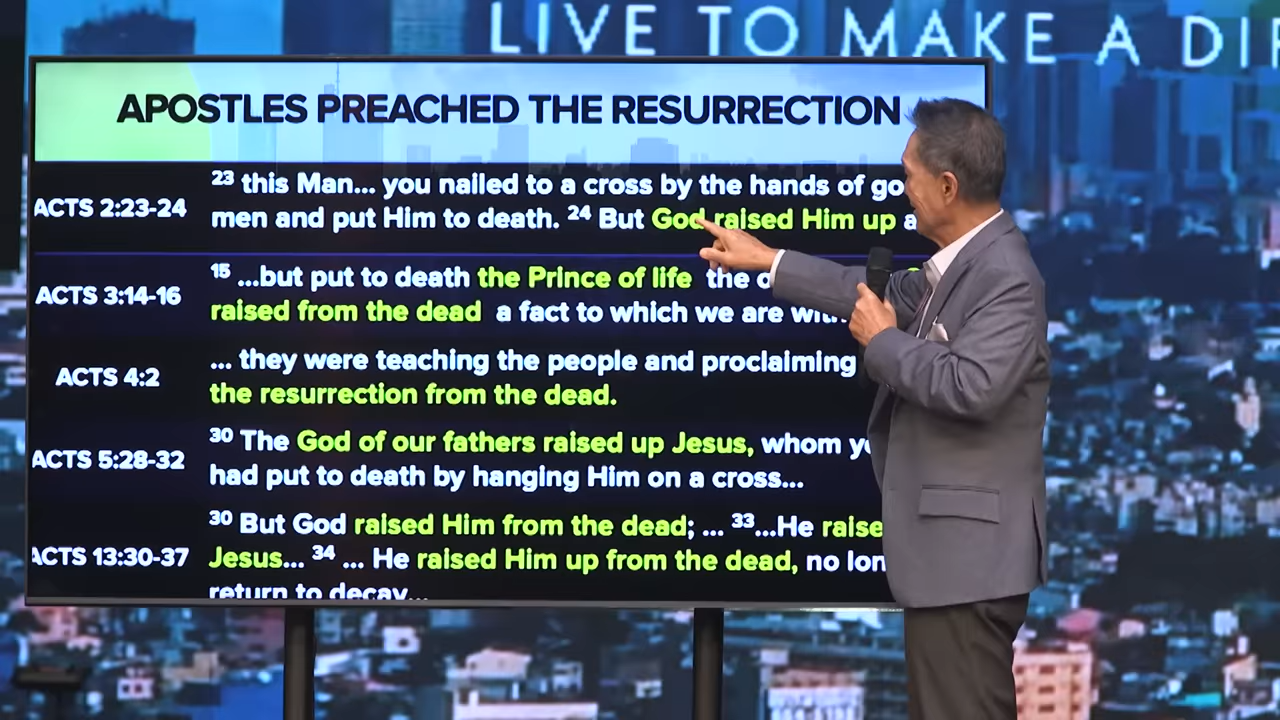 LIVE TO MAKE A
APOSTLES PREACHED THE RESURRECTION
ACTS 2:23-24
23 this Man... you nailed to a cross by the hands of
men and put Him to death. 24 But God raised Him up
ACTS 3:14-16
15 ...but put to death the Prince of life the
raised from the dead a fact to which we are
ACTS 4:2
... they were teaching the people and proclaiming
the resurrection from the dead.
ACTS 5:28-32
30 The God of our fathers raised up Jesus, whom
had put to death by hanging Him on a cross...
ACTS 13:30-37
30 But God raised Him from the dead; ... 33...He
Jesus... 34 ... He raised Him up from the dead, no
return to decay...